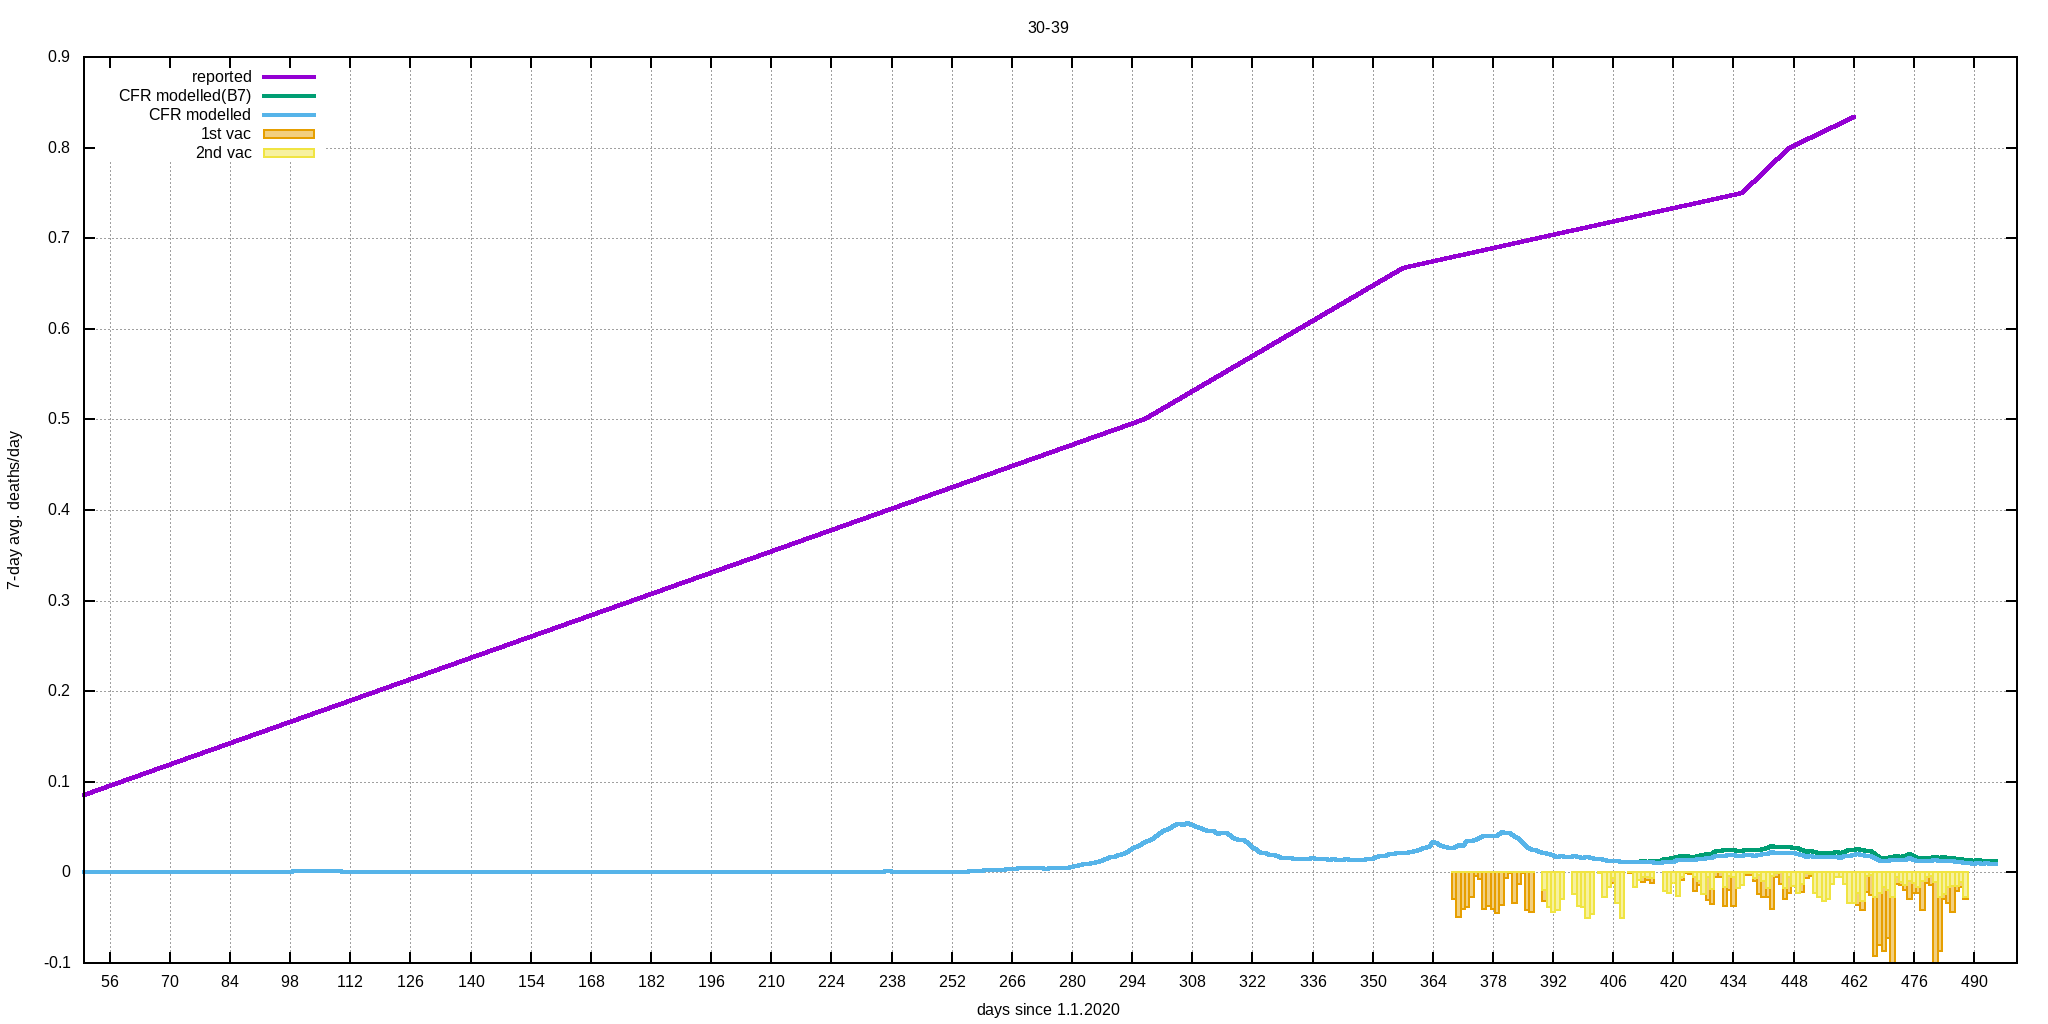 30-39
reported
CFR modelled(B7)
CFR modelled
1st vac
2nd vac
0.9
0.8
0.7
0.6
0.5
0.4
0.3
0.2
0.1
0
-0.1
7-day avg. deaths/day
56 70 84 98 112 126 140 154 168 182 196 210 224 238 252 266 280 294 308 322 336 350 364 378 392 406 420 434 448 462 476 490
days since 1.1.2020